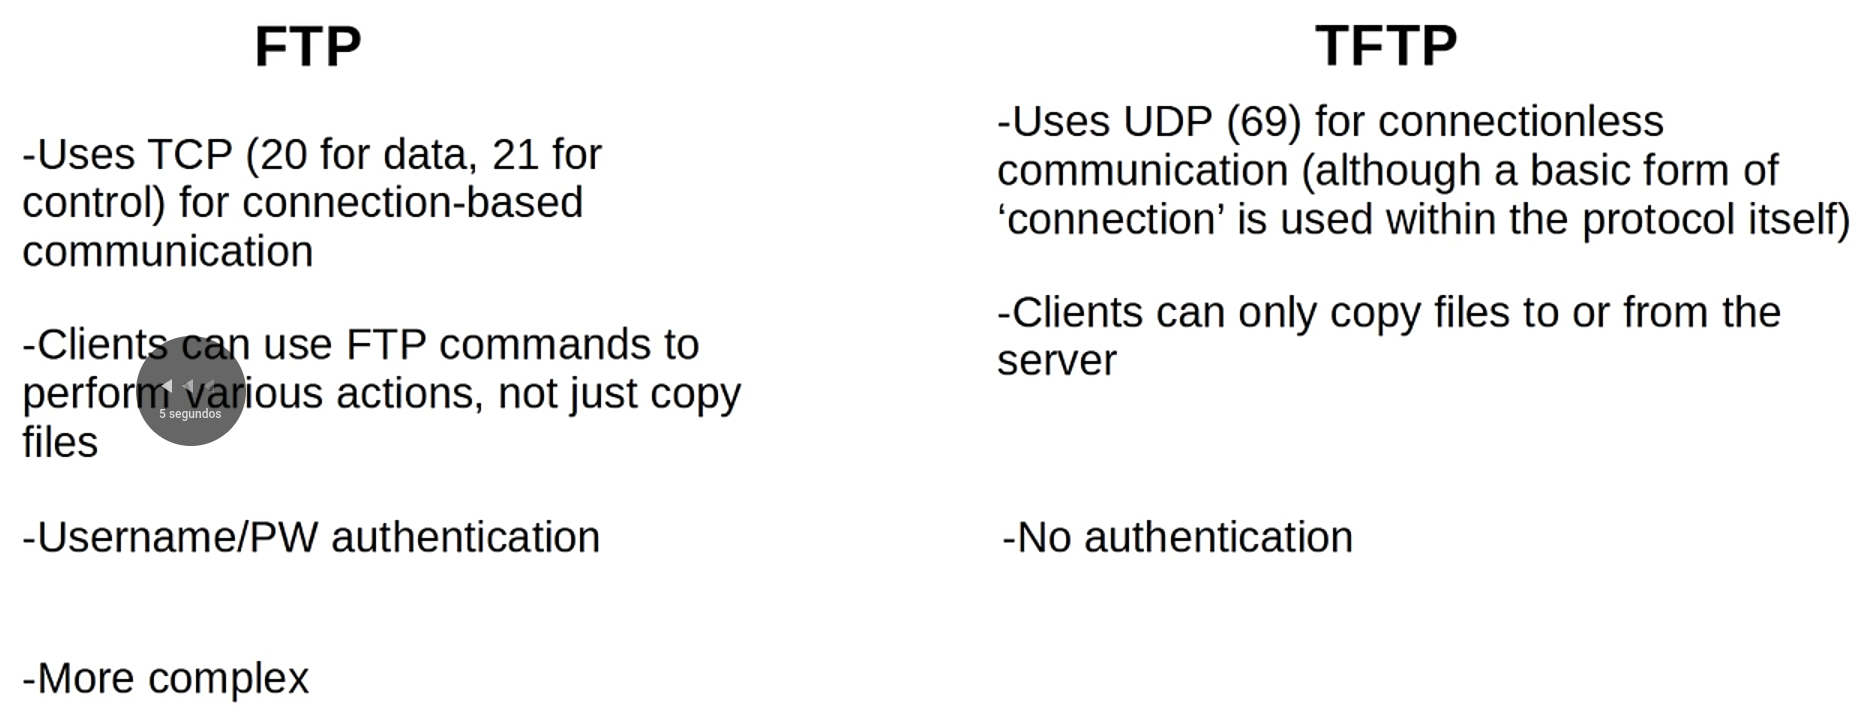 FTP
-Uses TCP (20 for data, 21 for
control) for connection-based
communication
-Clients can use FTP commands to
perform various actions, not just copy
files
5 segundos
-Username/PW authentication
-More complex
TFTP
-Uses UDP (69) for connectionless
communication (although a basic form of
‘connection’ is used within the protocol itself)
-Clients can only copy files to or from the
server
-No authentication